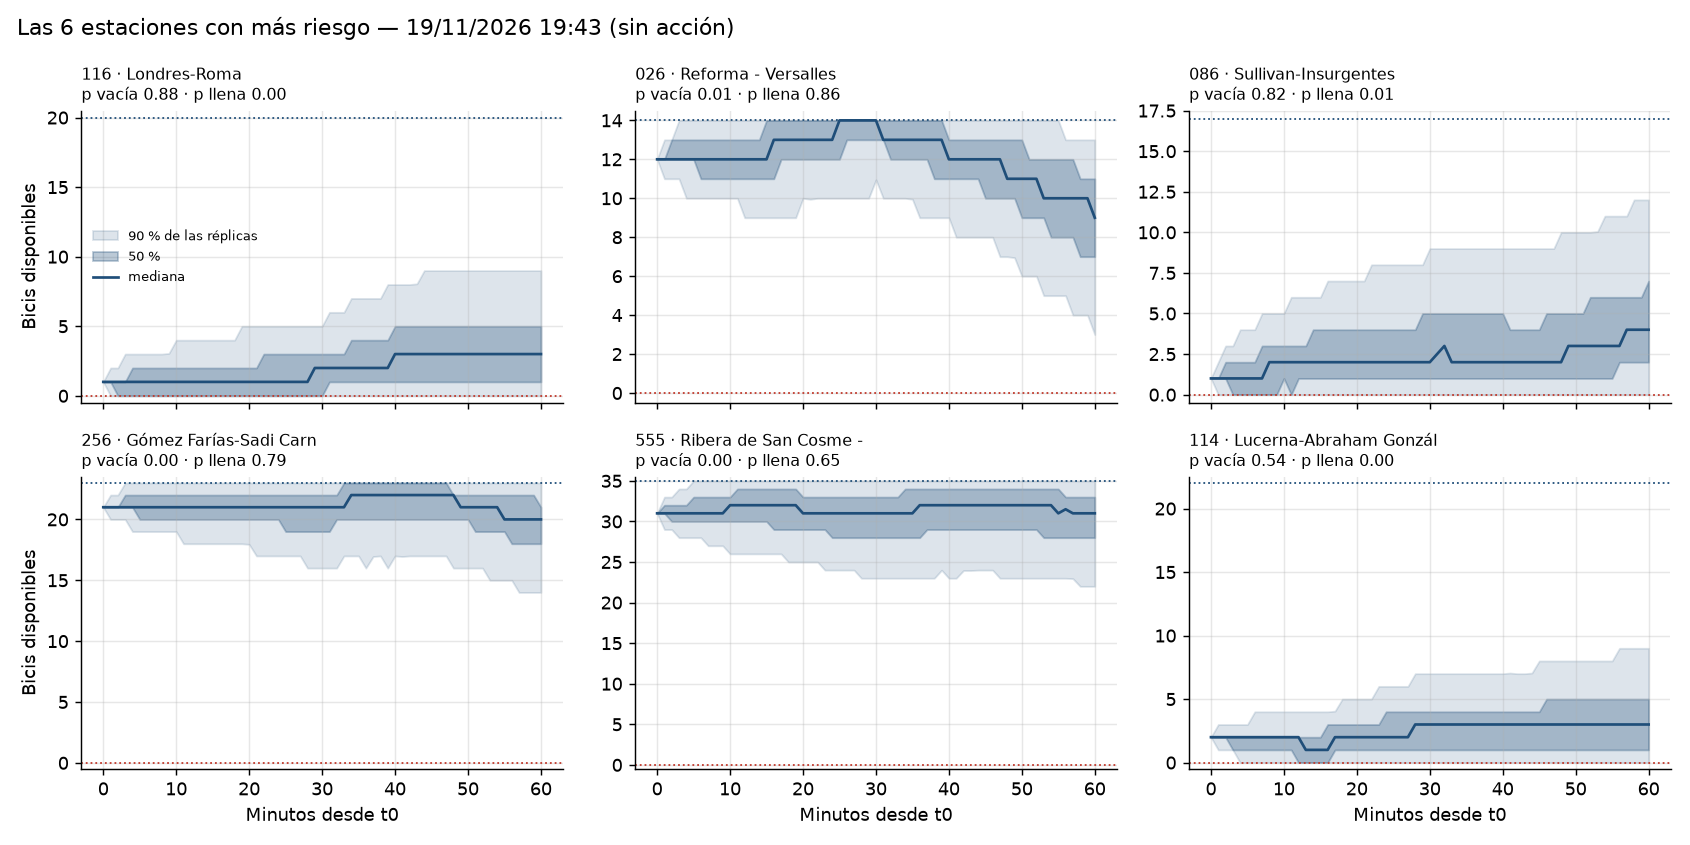 Las 6 estaciones con más riesgo — 19/11/2026 19:43 (sin acción)
116 · Londres-Roma
p vacía 0.88 · p llena 0.00
20
15
10
5
0
Bicis disponibles
90 % de las réplicas
50 %
mediana
026 · Reforma - Versalles
p vacía 0.01 · p llena 0.86
14
12
10
8
6
4
2
0
086 · Sullivan-Insurgentes
p vacía 0.82 · p llena 0.01
17.5
15.0
12.5
10.0
7.5
5.0
2.5
0.0
256 · Gómez Farías-Sadi Carn
p vacía 0.00 · p llena 0.79
20
15
10
5
0
Bicis disponibles
0 10 20 30 40 50 60
Minutos desde t0
555 · Ribera de San Cosme -
p vacía 0.00 · p llena 0.65
35
30
25
20
15
10
5
0
0 10 20 30 40 50 60
Minutos desde t0
114 · Lucerna-Abraham Gonzál
p vacía 0.54 · p llena 0.00
20
15
10
5
0
0 10 20 30 40 50 60
Minutos desde t0